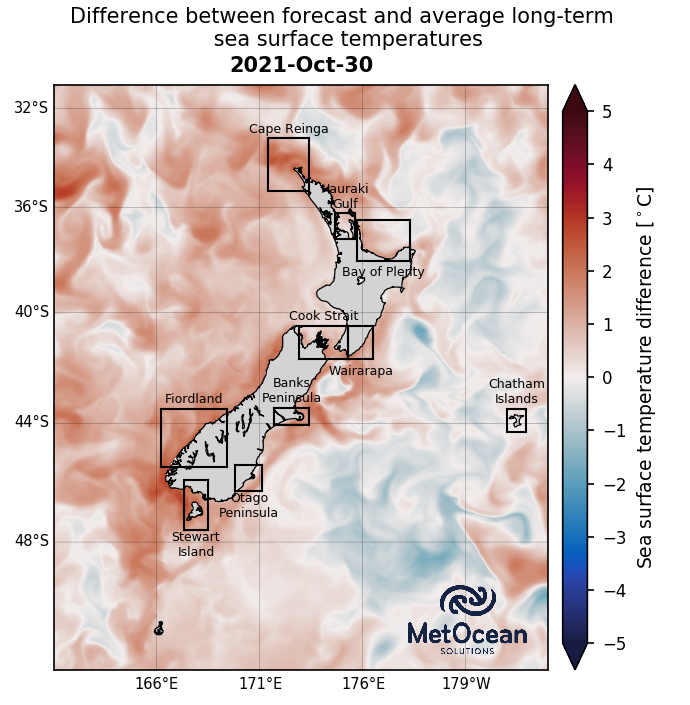 Difference between forecast and average long-term
sea surface temperatures
2021-Oct-30
32°S
36°S
40°S
44°S
48°S
Cape Reinga
Hauraki
Gulf
Bay of Plenty
Cook Strait
Wairarapa
Banks
Peninsula
Fiordland
Chatham
Islands
Otago
Peninsula
Stewart
Island
MetOcean
SOLUTIONS
166°E
171°E
176°E
179°W
5
4
3
2
1
0
−1
−2
−3
−4
−5
Sea surface temperature difference [°C]